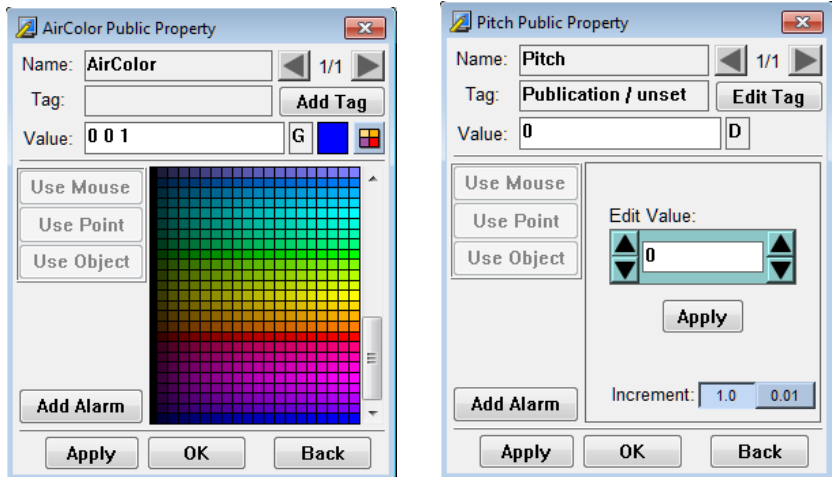 AirColor Public Property
Name: AirColor 1/1
Tag: Add Tag
Value: 0 0 1 G
Use Mouse
Use Point
Use Object
Add Alarm
Apply OK Back
Pitch Public Property
Name: Pitch 1/1
Tag: Publication / unset Edit Tag
Value: 0 D
Use Mouse
Use Point
Use Object
Edit Value:
0
Apply
Increment: 1.0 0.01
Add Alarm
Apply OK Back